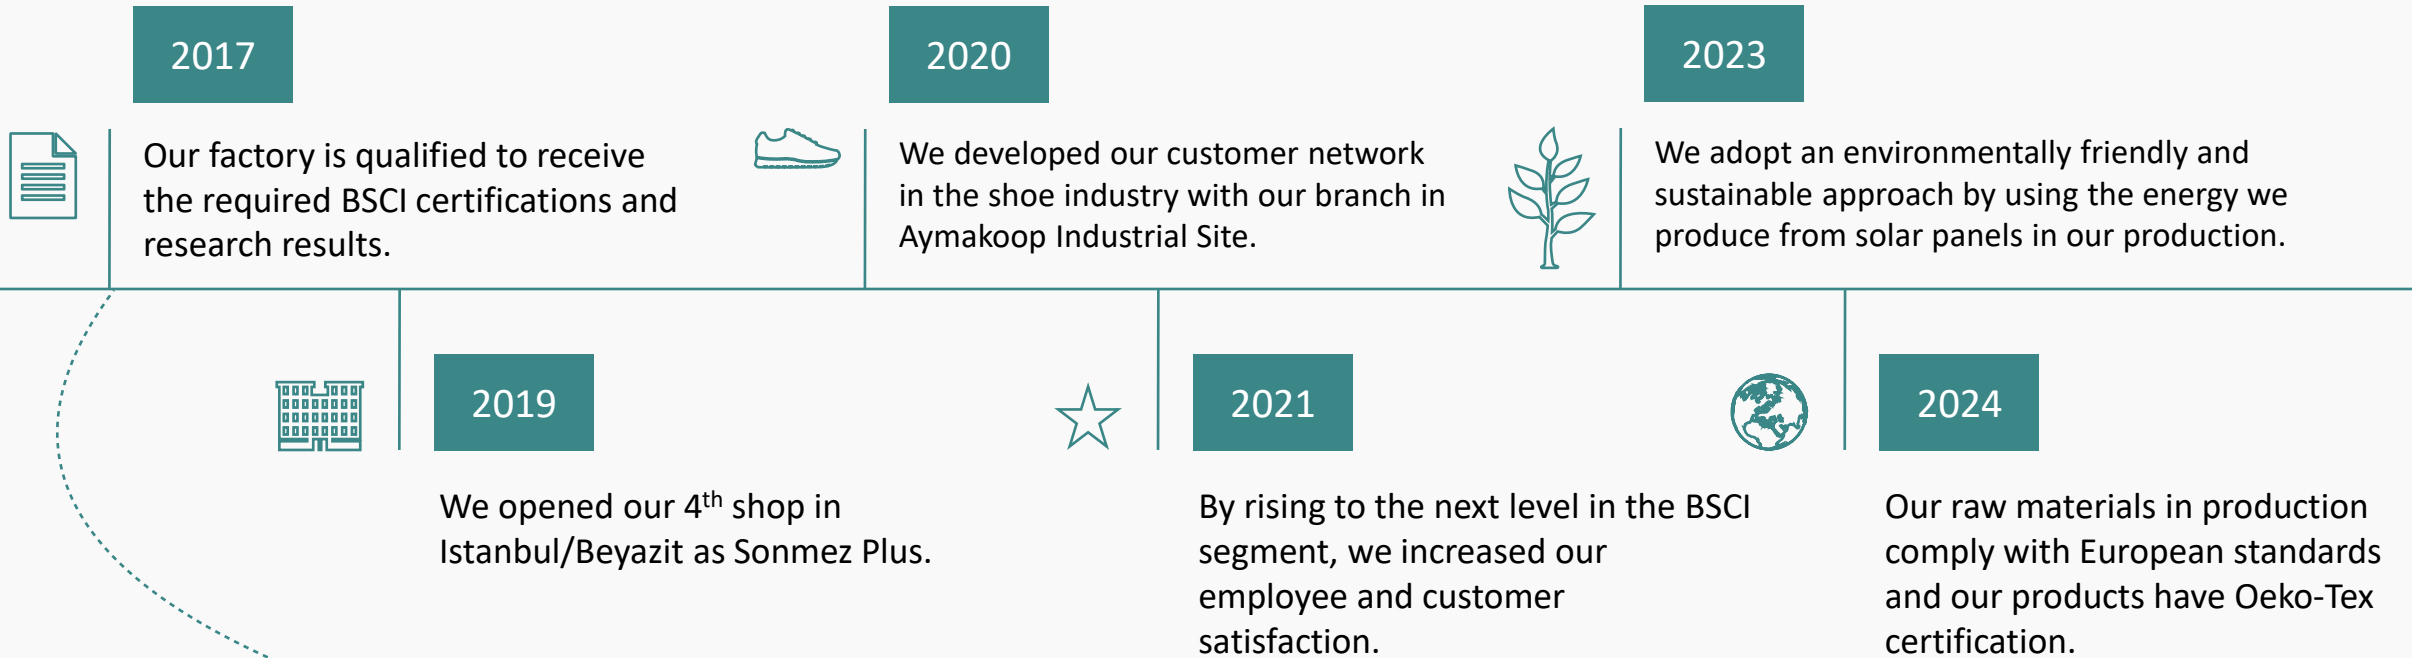 2017
Our factory is qualified to receive
the required BSCI certifications and
research results.
2020
We developed our customer network
in the shoe industry with our branch in
Aymakoop Industrial Site.
2023
We adopt an environmentally friendly and
sustainable approach by using the energy we
produce from solar panels in our production.
2019
We opened our 4th shop in
Istanbul/Beyazit as Sonmez Plus.
2021
By rising to the next level in the BSCI
segment, we increased our
employee and customer
satisfaction.
2024
Our raw materials in production
comply with European standards
and our products have Oeko-Tex
certification.